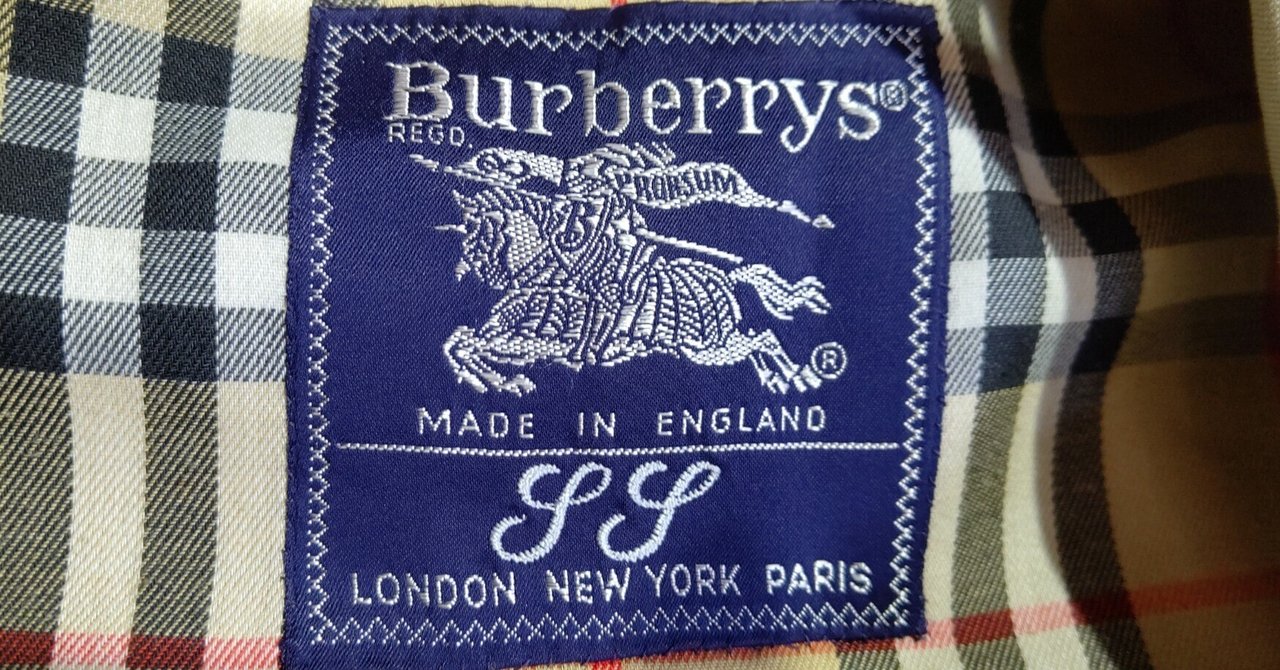 Burberrys®
REGD.
PRORSUM
B
®
MADE IN ENGLAND
SS
LONDON NEW YORK PARIS